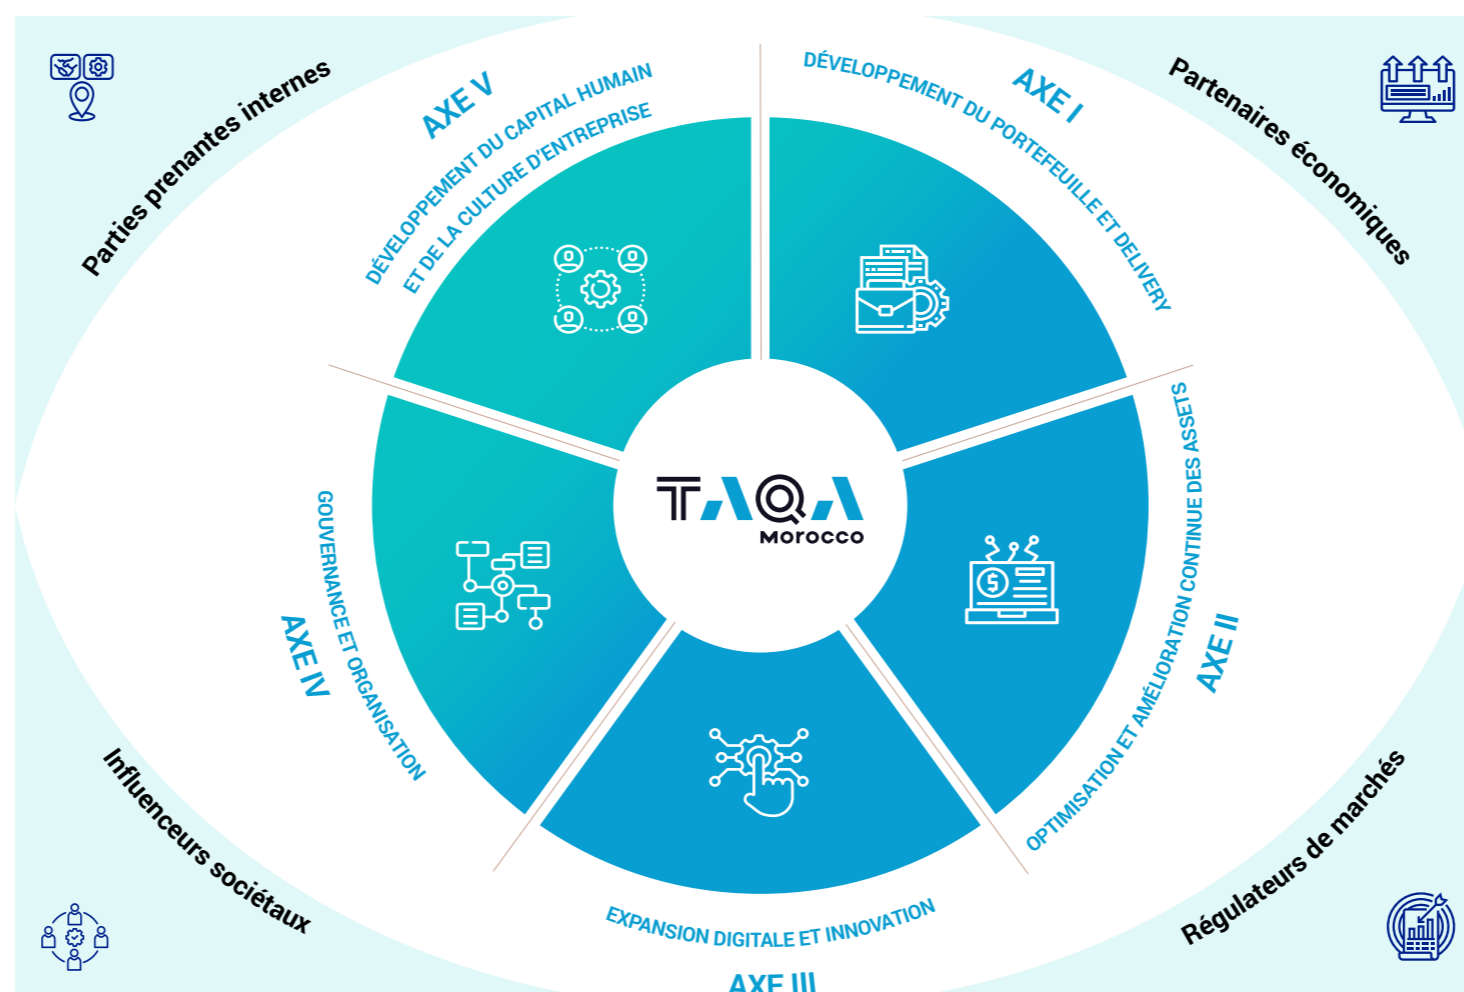 Parties prenantes internes
AXE V
DÉVELOPPEMENT DU CAPITAL HUMAIN
ET DE LA CULTURE D'ENTREPRISE
AXE I
DÉVELOPPEMENT DU PORTEFEUILLE ET DELIVERY
Partenaires économiques
AXE II
OPTIMISATION ET AMÉLIORATION CONTINUE DES ASSETS
TAQA
Morocco
AXE IV
GOUVERNANCE ET ORGANISATION
Influenceurs sociétaux
EXPANSION DIGITALE ET INNOVATION
AXE III
Régulateurs de marchés